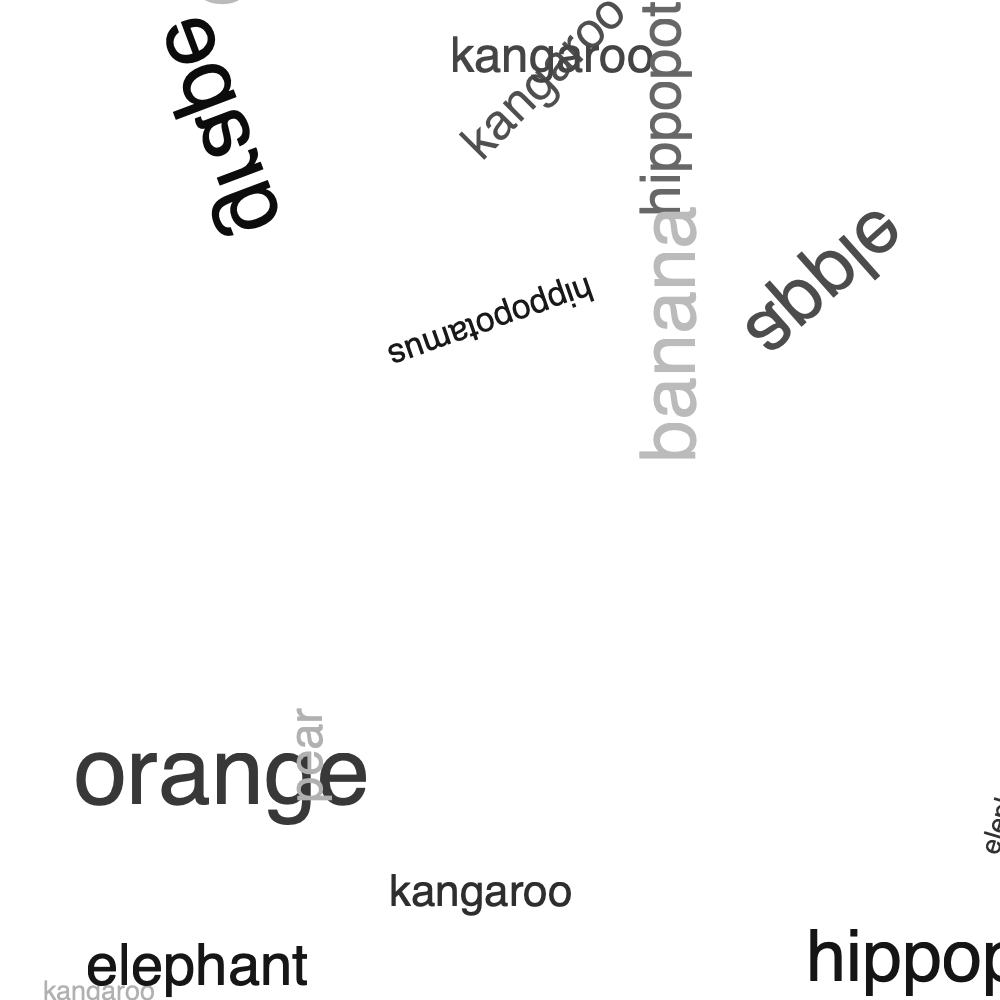 grape
kangaroo
kangaroo
hippopot
banana
apple
hippopotamus
orange
pear
kangaroo
elephant
hippop
kangaroo